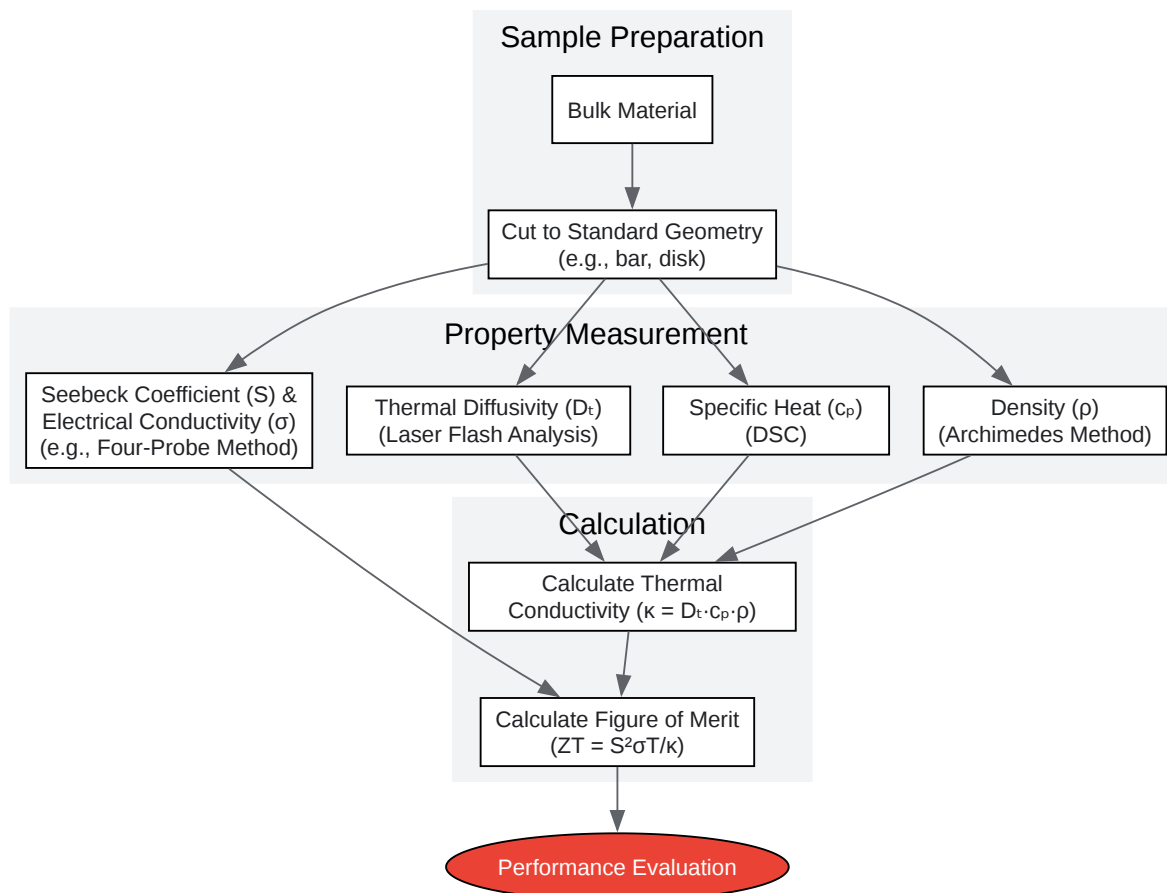 Sample Preparation
Bulk Material
Cut to Standard Geometry
(e.g., bar, disk)
Property Measurement
Seebeck Coefficient (S) &
Electrical Conductivity (σ)
(e.g., Four-Probe Method)
Thermal Diffusivity (Dₜ)
(Laser Flash Analysis)
Specific Heat (cₚ)
(DSC)
Density (ρ)
(Archimedes Method)
Calculation
Calculate Thermal
Conductivity (κ = Dₜ·cₚ·ρ)
Calculate Figure of Merit
(ZT = S²σT/κ)
Performance Evaluation